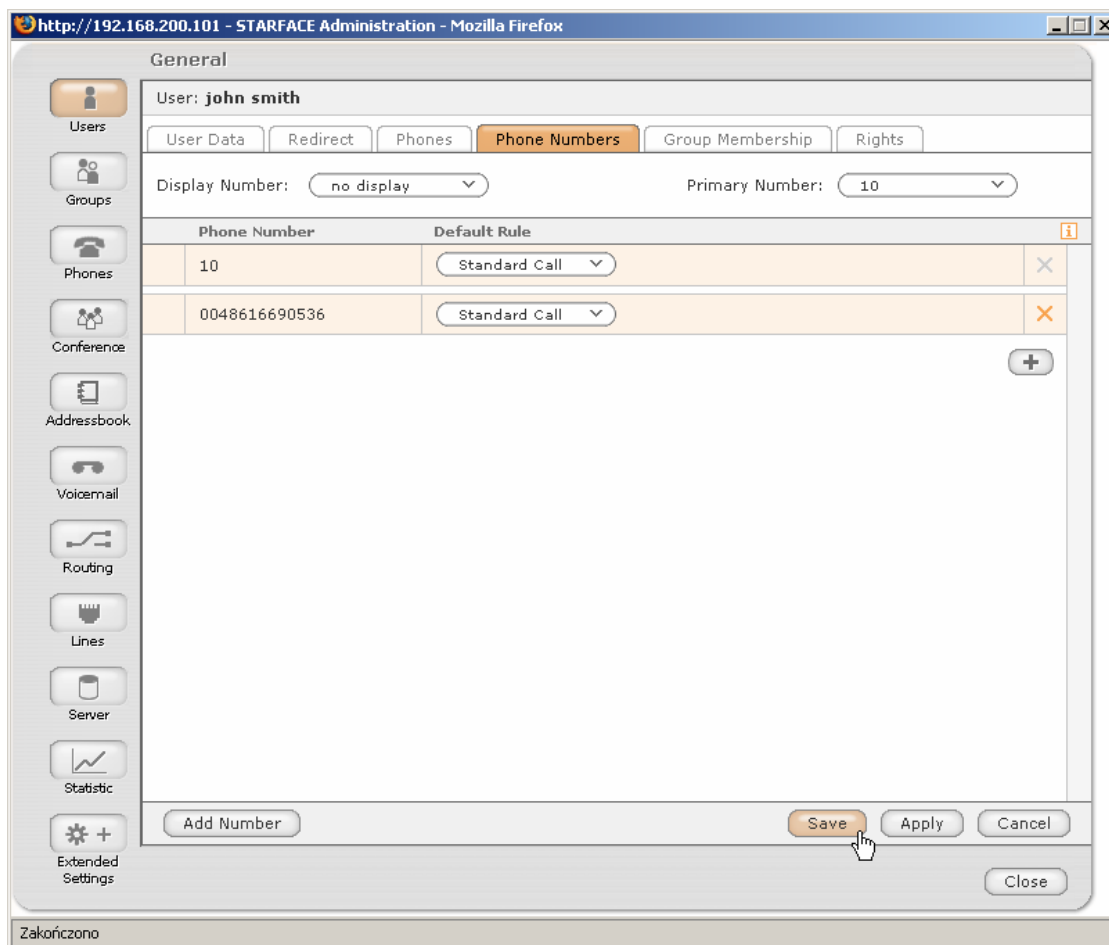 http://192.168.200.101 - STARFACE Administration - Mozilla Firefox
General
Users
Groups
Phones
Conference
Addressbook
Voicemail
Routing
Lines
Server
Statistic
Extended
Settings
User: john smith
User Data Redirect Phones Phone Numbers Group Membership Rights
Display Number: no display Primary Number: 10
Phone Number Default Rule
10 Standard Call
0048616690536 Standard Call
Add Number Save Apply Cancel
Close
Zakończono